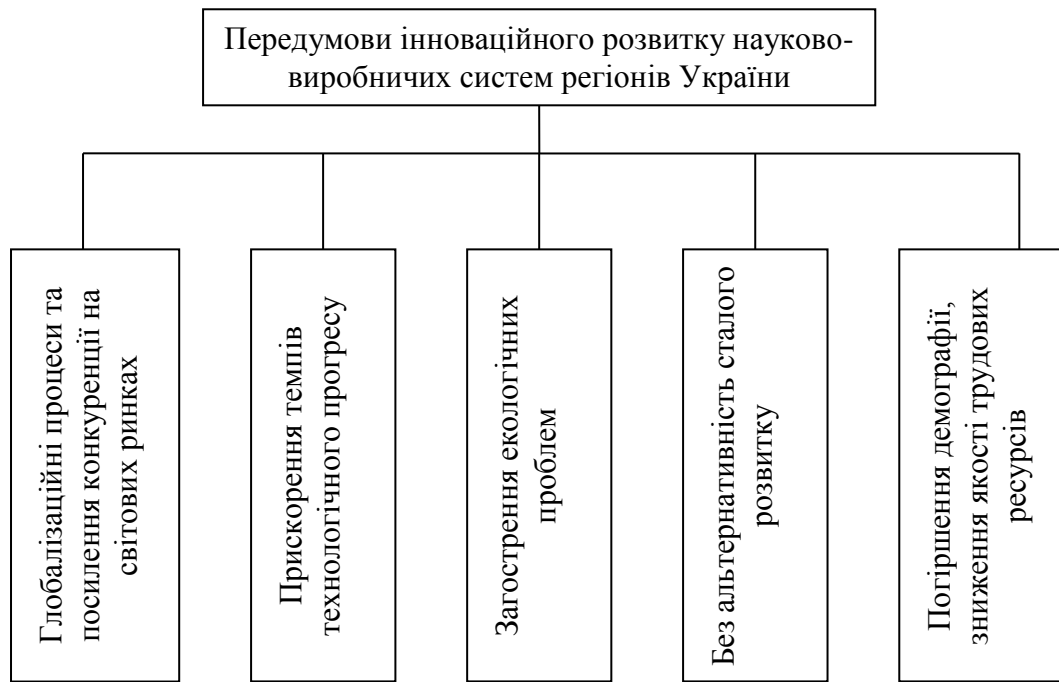 Передумови інноваційного розвитку науково-
виробничих систем регіонів України
Глобалізаційні процеси та
посилення конкуренції на
світових ринках
Прискорення темпів
технологічного прогресу
Загострення екологічних
проблем
Без альтернативність сталого
розвитку
Погіршення демографії,
зниження якості трудових
ресурсів